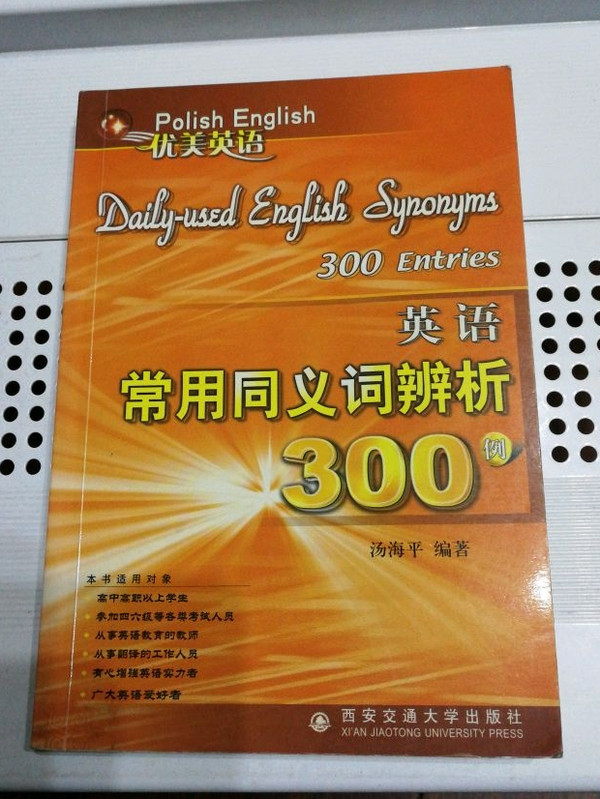 Polish English
优美英语
Daily-used English Synonyms
300 Entries
英语
常用同义词辨析
300例
汤海平 编著
本书适用对象
高中高职以上学生
参加四六级等各类考试人员
从事英语教育的教师
从事翻译的工作人员
有心增强英语实力者
广大英语爱好者
西安交通大学出版社
XI'AN JIAOTONG UNIVERSITY PRESS